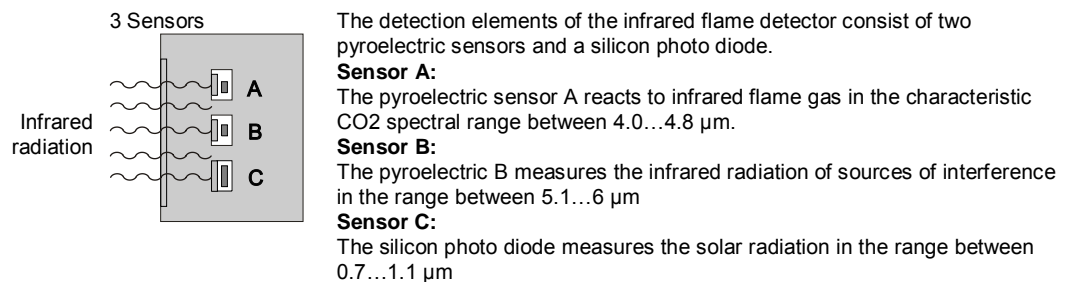 3 Sensors
A
B
C
Infrared
radiation
The detection elements of the infrared flame detector consist of two
pyroelectric sensors and a silicon photo diode.
Sensor A:
The pyroelectric sensor A reacts to infrared flame gas in the characteristic
CO2 spectral range between 4.0…4.8 µm.
Sensor B:
The pyroelectric B measures the infrared radiation of sources of interference
in the range between 5.1…6 µm
Sensor C:
The silicon photo diode measures the solar radiation in the range between
0.7…1.1 µm